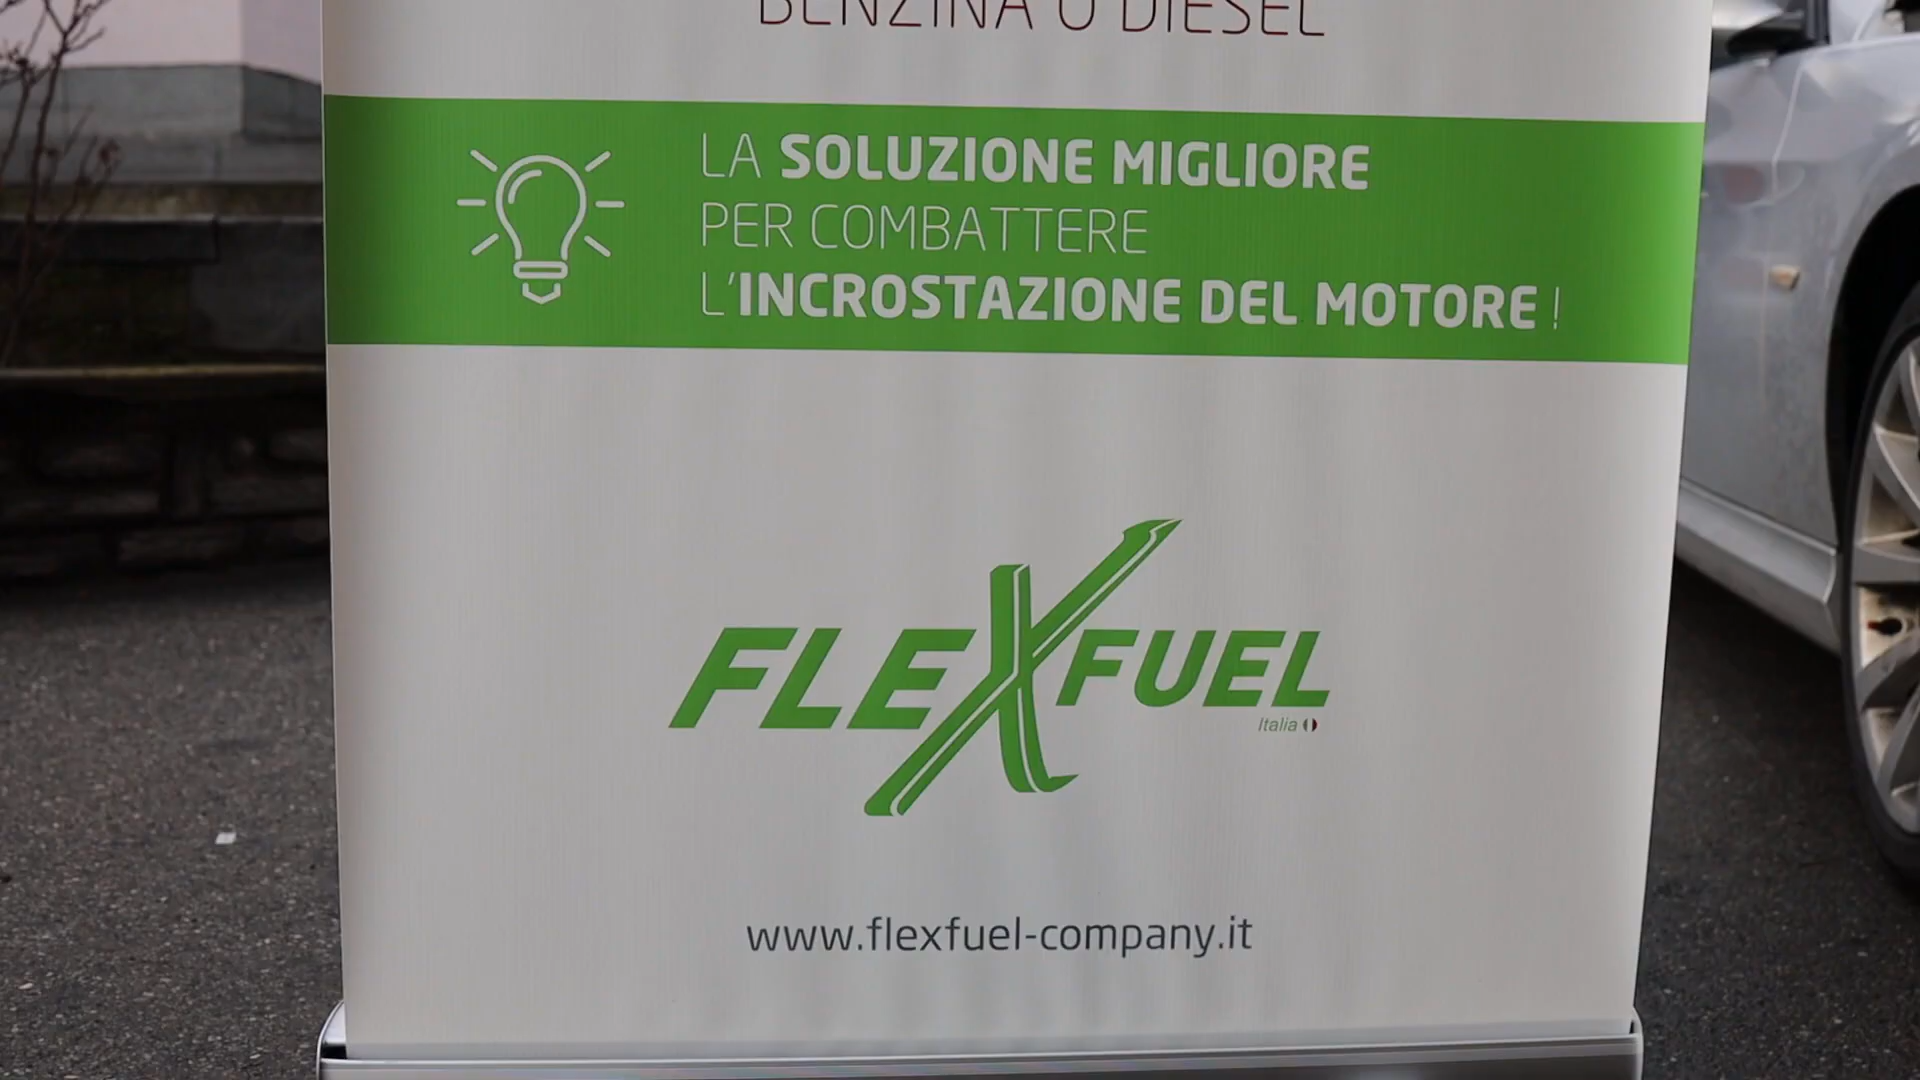 BENZINA O DIESEL
LA SOLUZIONE MIGLIORE
PER COMBATTERE
L'INCROSTAZIONE DEL MOTORE !
FLEXFUEL
Italia
www.flexfuel-company.it